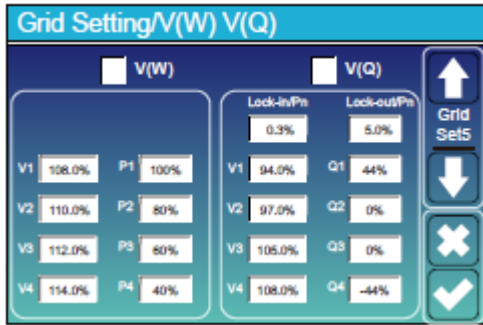 Grid Setting/V(W) V(Q)
V(W) V(Q)
Lock-in/Pn Lock-out/Pn
0.3% 5.0%
Grid
Set5
V1 108.0% P1 100% V1 94.0% Q1 44%
V2 110.0% P2 80% V2 97.0% Q2 0%
V3 112.0% P3 60% V3 105.0% Q3 0%
V4 114.0% P4 40% V4 108.0% Q4 -44%